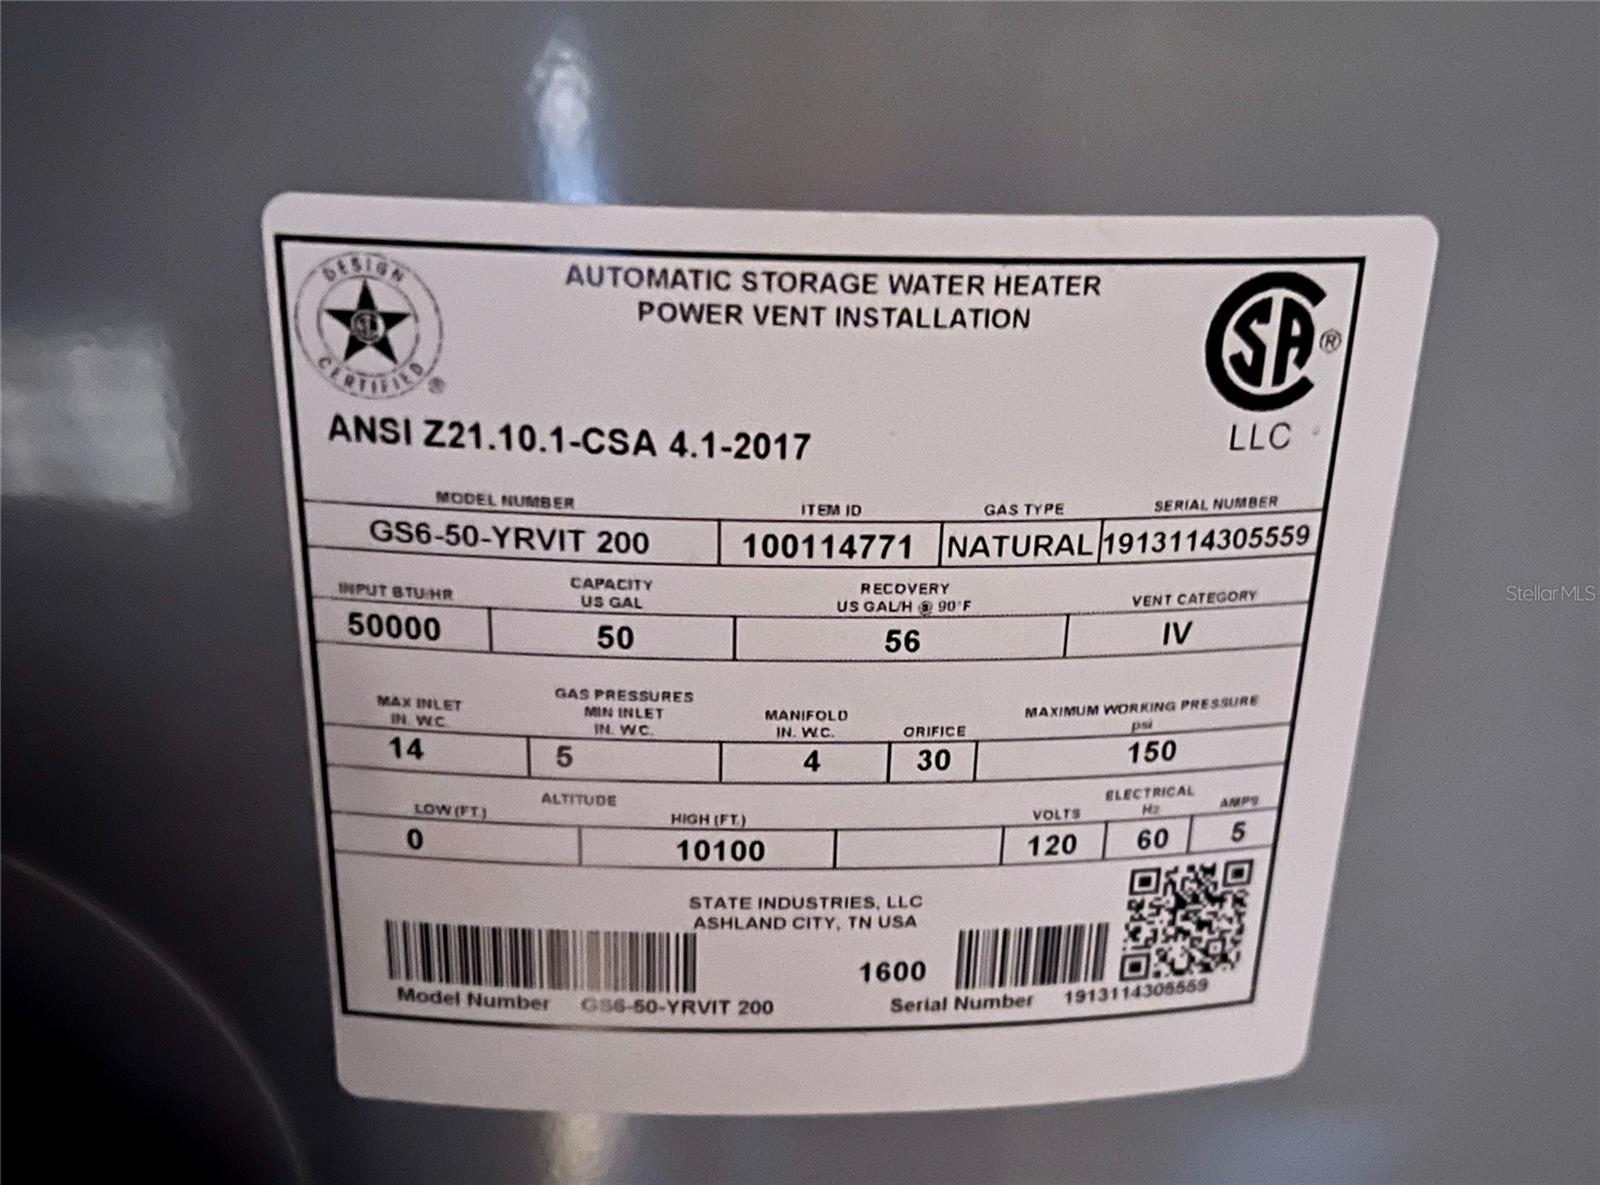 DESIGN
CERTIFIED ®
AUTOMATIC STORAGE WATER HEATER
POWER VENT INSTALLATION
SA ®
LLC
ANSI Z21.10.1-CSA 4.1-2017
MODEL NUMBER ITEM ID GAS TYPE SERIAL NUMBER
GS6-50-YRVIT 200 100114771 NATURAL 1913114305559
INPUT BTU/HR CAPACITY US GAL RECOVERY US GAL/H @ 90°F VENT CATEGORY
50000 50 56 IV
GAS PRESSURES
MAX INLET IN. W.C. MIN INLET IN. W.C. MANIFOLD IN. W.C. ORIFICE MAXIMUM WORKING PRESSURE psi
14 5 4 30 150
ALTITUDE ELECTRICAL
LOW (FT.) HIGH (FT.) VOLTS Hz AMPS
0 10100 120 60 5
STATE INDUSTRIES, LLC
ASHLAND CITY, TN USA
1600
Model Number GS6-50-YRVIT 200 Serial Number 1913114305559
StellarMLS